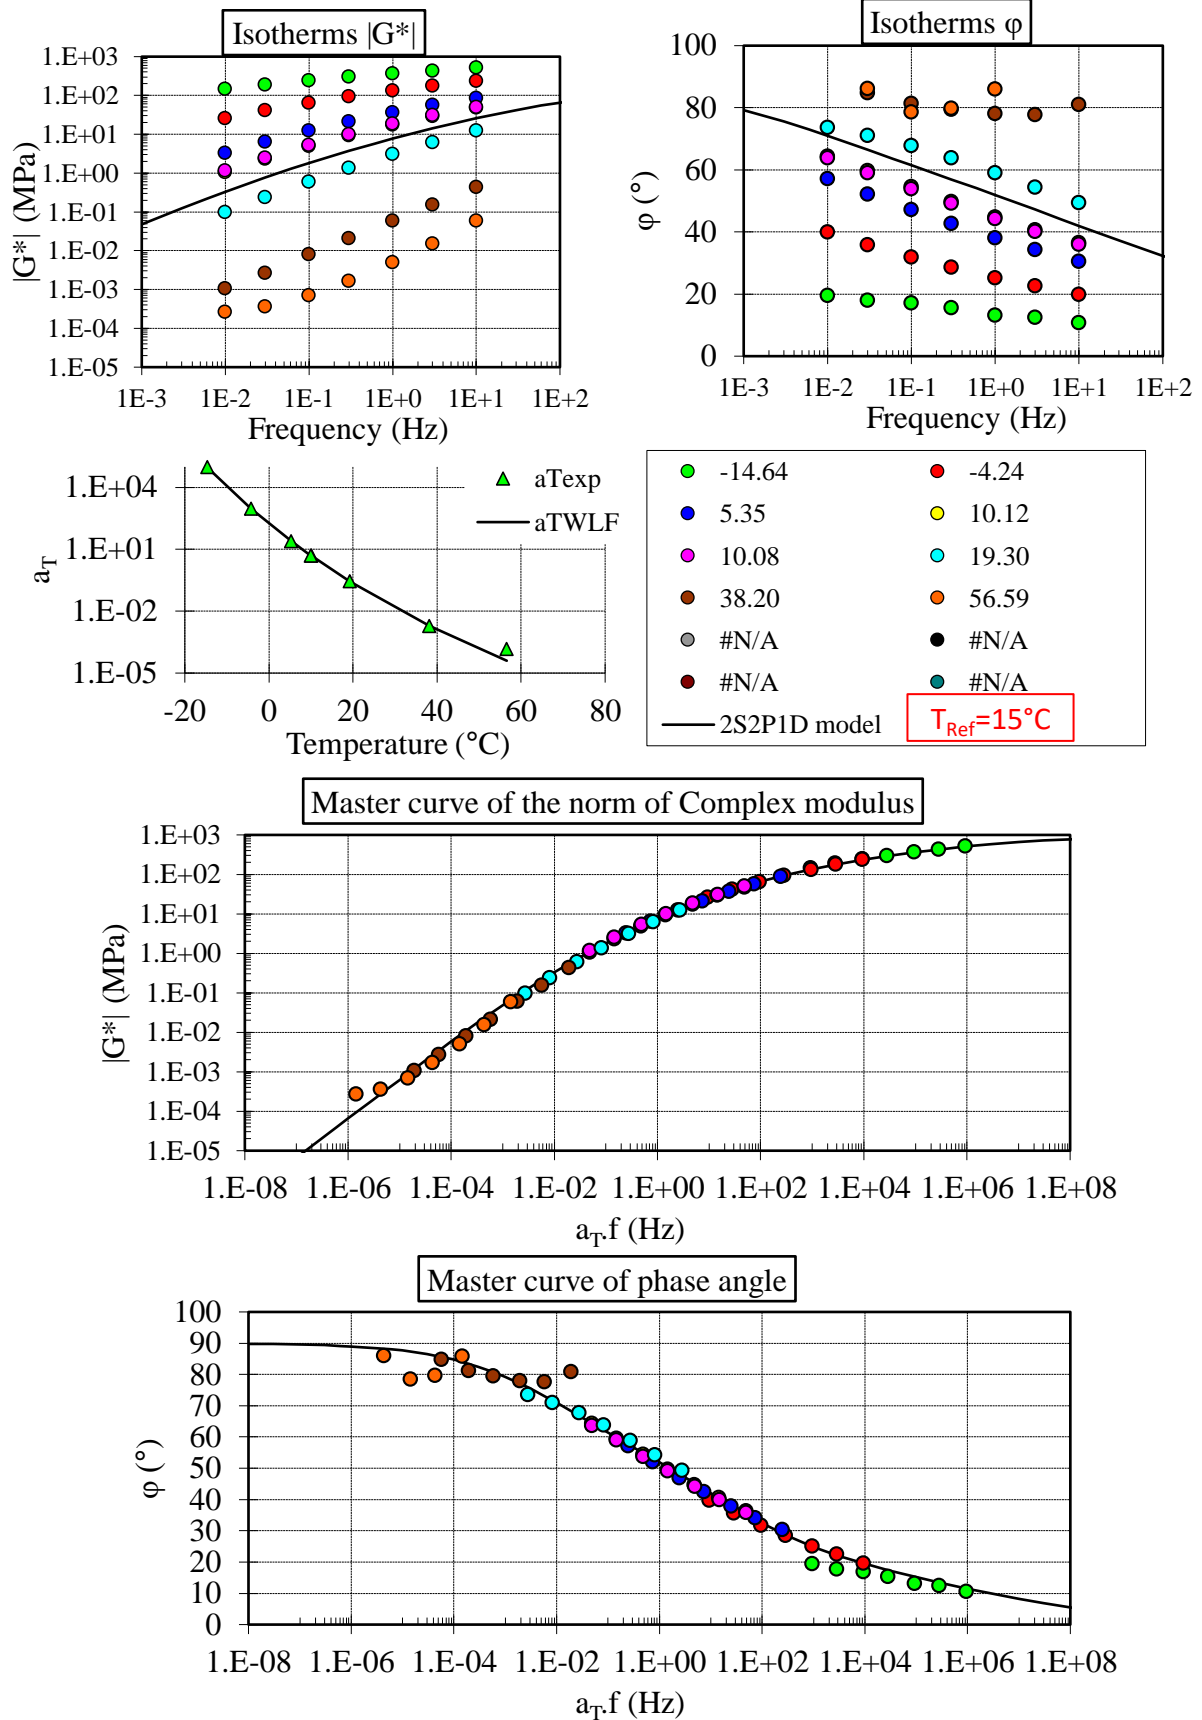 Isotherms |G*|
1.E+03
1.E+02
1.E+01
1.E+00
1.E-01
1.E-02
1.E-03
1.E-04
1.E-05
|G*| (MPa)
1E-3 1E-2 1E-1 1E+0 1E+1 1E+2
Frequency (Hz)
Isotherms φ
100
80
60
40
20
0
φ (°)
1E-3 1E-2 1E-1 1E+0 1E+1 1E+2
Frequency (Hz)
1.E+04
1.E+01
1.E-02
1.E-05
aT
-20 0 20 40 60 80
Temperature (°C)
aTexp
aTWLF
-14.64 -4.24
5.35 10.12
10.08 19.30
38.20 56.59
#N/A #N/A
#N/A #N/A
2S2P1D model
TRef=15°C
Master curve of the norm of Complex modulus
1.E+03
1.E+02
1.E+01
1.E+00
1.E-01
1.E-02
1.E-03
1.E-04
1.E-05
|G*| (MPa)
1.E-08 1.E-06 1.E-04 1.E-02 1.E+00 1.E+02 1.E+04 1.E+06 1.E+08
aT.f (Hz)
Master curve of phase angle
100
90
80
70
60
50
40
30
20
10
0
φ (°)
1.E-08 1.E-06 1.E-04 1.E-02 1.E+00 1.E+02 1.E+04 1.E+06 1.E+08
aT.f (Hz)